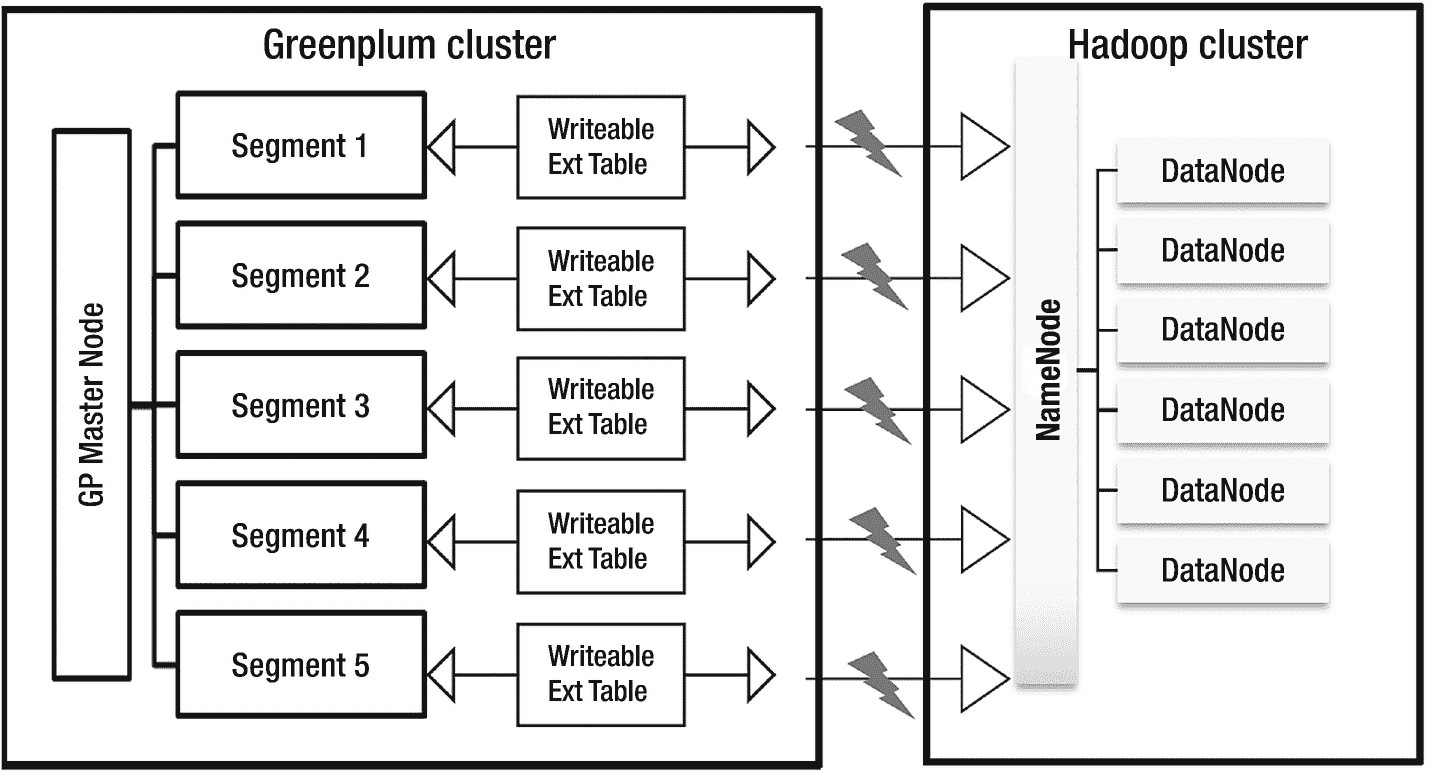 Greenplum cluster
GP Master Node
Segment 1
Writeable
Ext Table
Segment 2
Writeable
Ext Table
Segment 3
Writeable
Ext Table
Segment 4
Writeable
Ext Table
Segment 5
Writeable
Ext Table
Hadoop cluster
NameNode
DataNode
DataNode
DataNode
DataNode
DataNode
DataNode